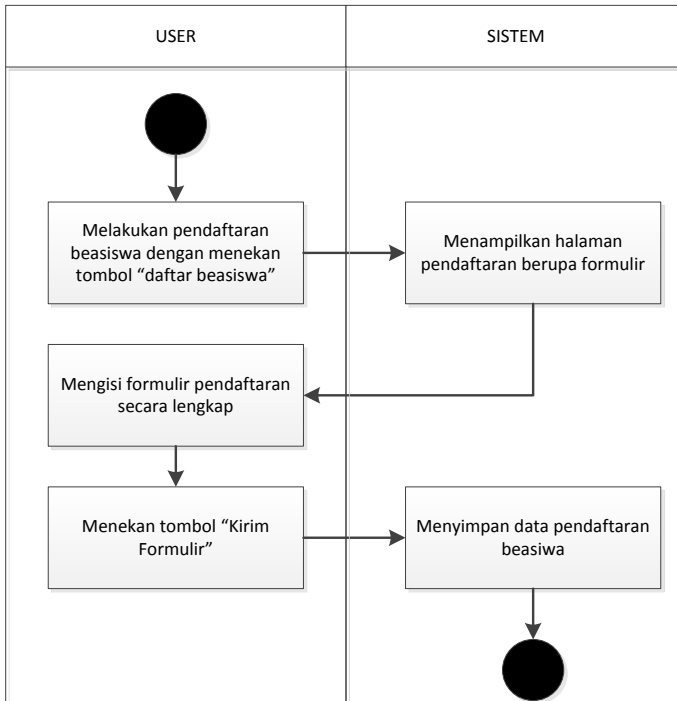 USER
SISTEM
Melakukan pendaftaran
beasiswa dengan menekan
tombol “daftar beasiswa”
Menampilkan halaman
pendaftaran berupa formulir
Mengisi formulir pendaftaran
secara lengkap
Menekan tombol “Kirim
Formulir”
Menyimpan data pendaftaran
beasiwa